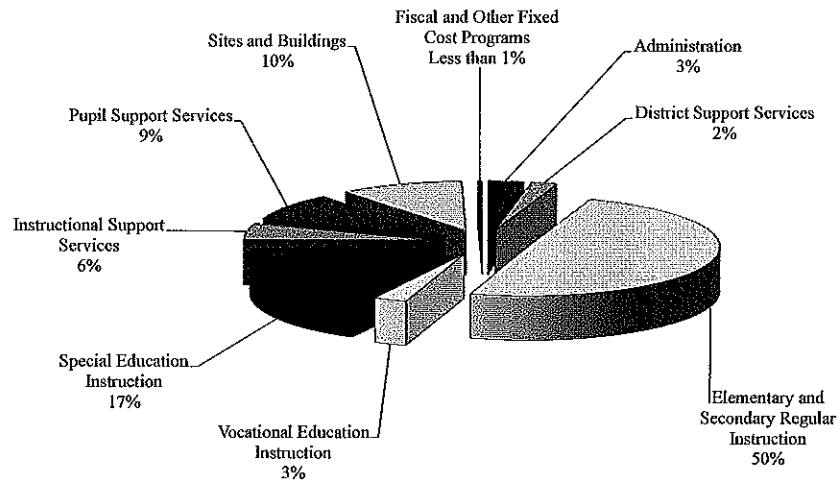 Fiscal and Other Fixed
Cost Programs
Less than 1%
Sites and Buildings
10%
Administration
3%
Pupil Support Services
9%
District Support Services
2%
Instructional Support
Services
6%
Special Education
Instruction
17%
Vocational Education
Instruction
3%
Elementary and
Secondary Regular
Instruction
50%